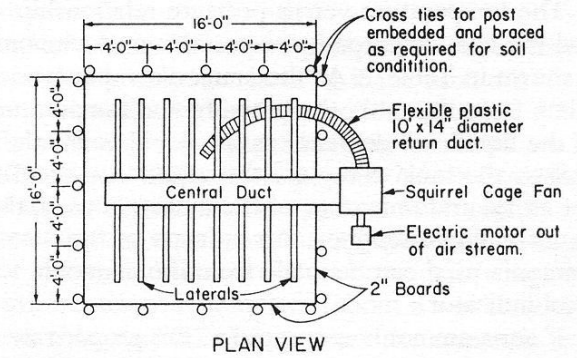 16'-0"
4'-0" 4'-0" 4'-0" 4'-0"
Cross ties for post
embedded and braced
as required for soil
condititon.
16'-0"
4'-0" 4'-0" 4'-0" 4'-0"
Flexible plastic
10' x 14' diameter
return duct.
Central Duct
Squirrel Cage Fan
Electric motor out
of air stream.
Laterals
2" Boards
PLAN VIEW